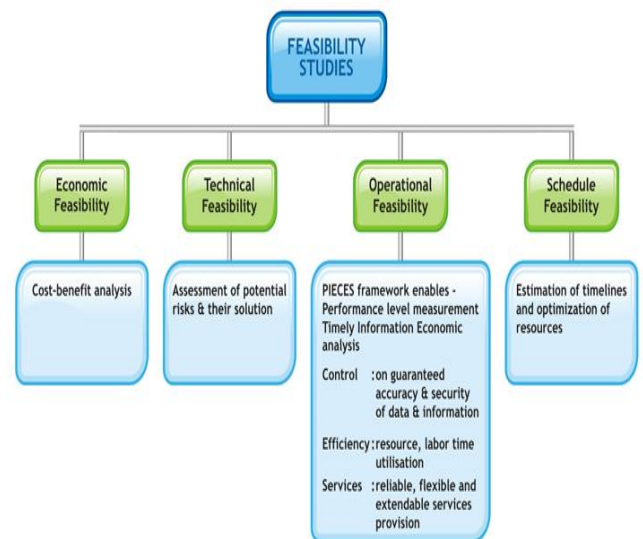 FEASIBILITY
STUDIES
Economic
Feasibility
Technical
Feasibility
Operational
Feasibility
Schedule
Feasibility
Cost-benefit analysis
Assessment of potential
risks & their solution
PIECES framework enables -
Performance level measurement
Timely Information Economic
analysis
Control : on guaranteed
accuracy & security
of data & information
Efficiency : resource, labor time
utilisation
Services : reliable, flexible and
extendable services
provision
Estimation of timelines
and optimization of
resources